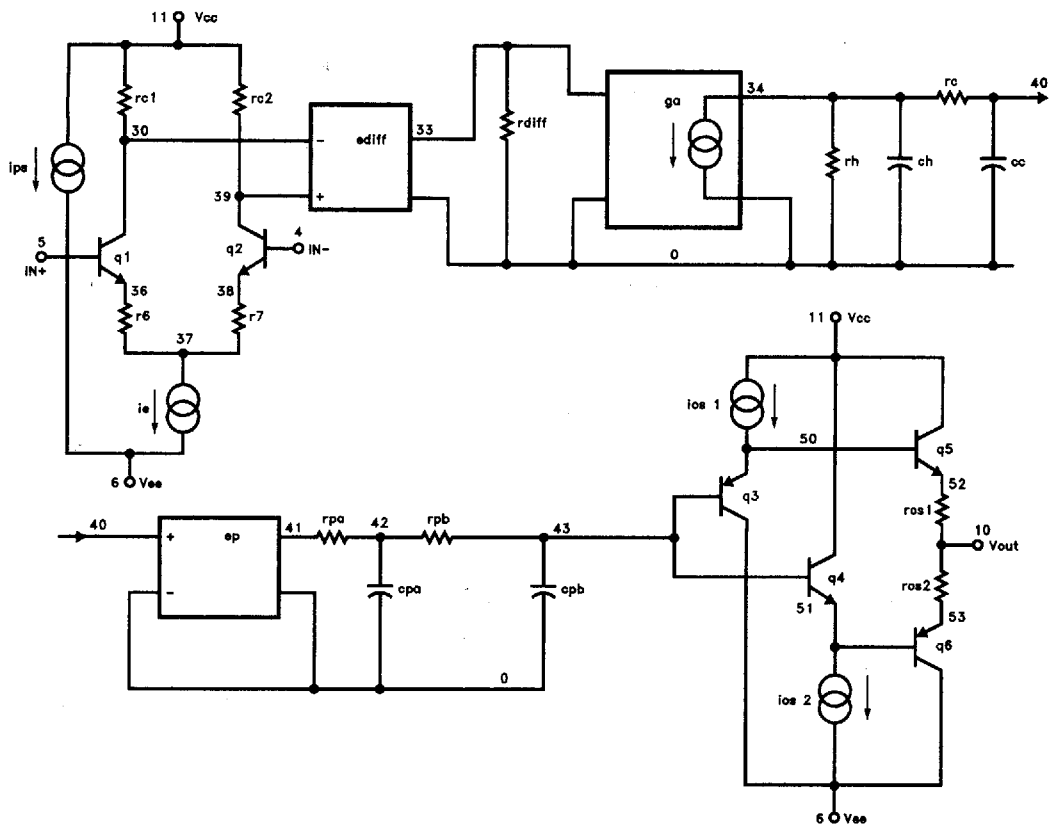 11 Vcc
rc1
rc2
30
33
ediff
-
+
rdiff
ga
34
rc
40
rh
ch
cc
ips
39
5
IN+
q1
q2
4
IN-
36
38
r6
r7
37
0
ie
6 Vee
11 Vcc
ios 1
50
q5
52
q3
ros1
10
Vout
40
+
-
ep
41
rpa
42
rpb
43
cpa
cpb
0
q4
51
ros2
53
q6
ios 2
6 Vee